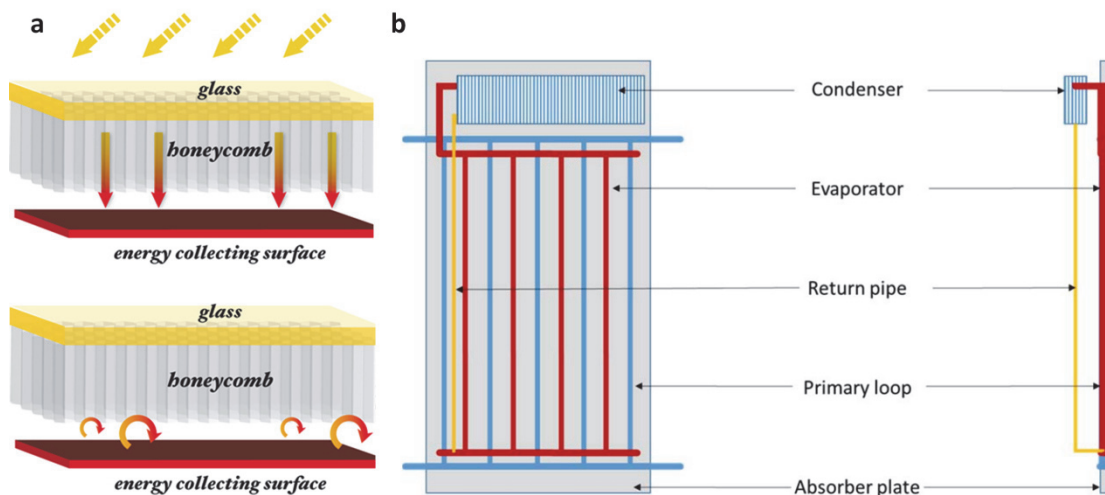 a
glass
honeycomb
energy collecting surface
glass
honeycomb
energy collecting surface
b
Condenser
Evaporator
Return pipe
Primary loop
Absorber plate